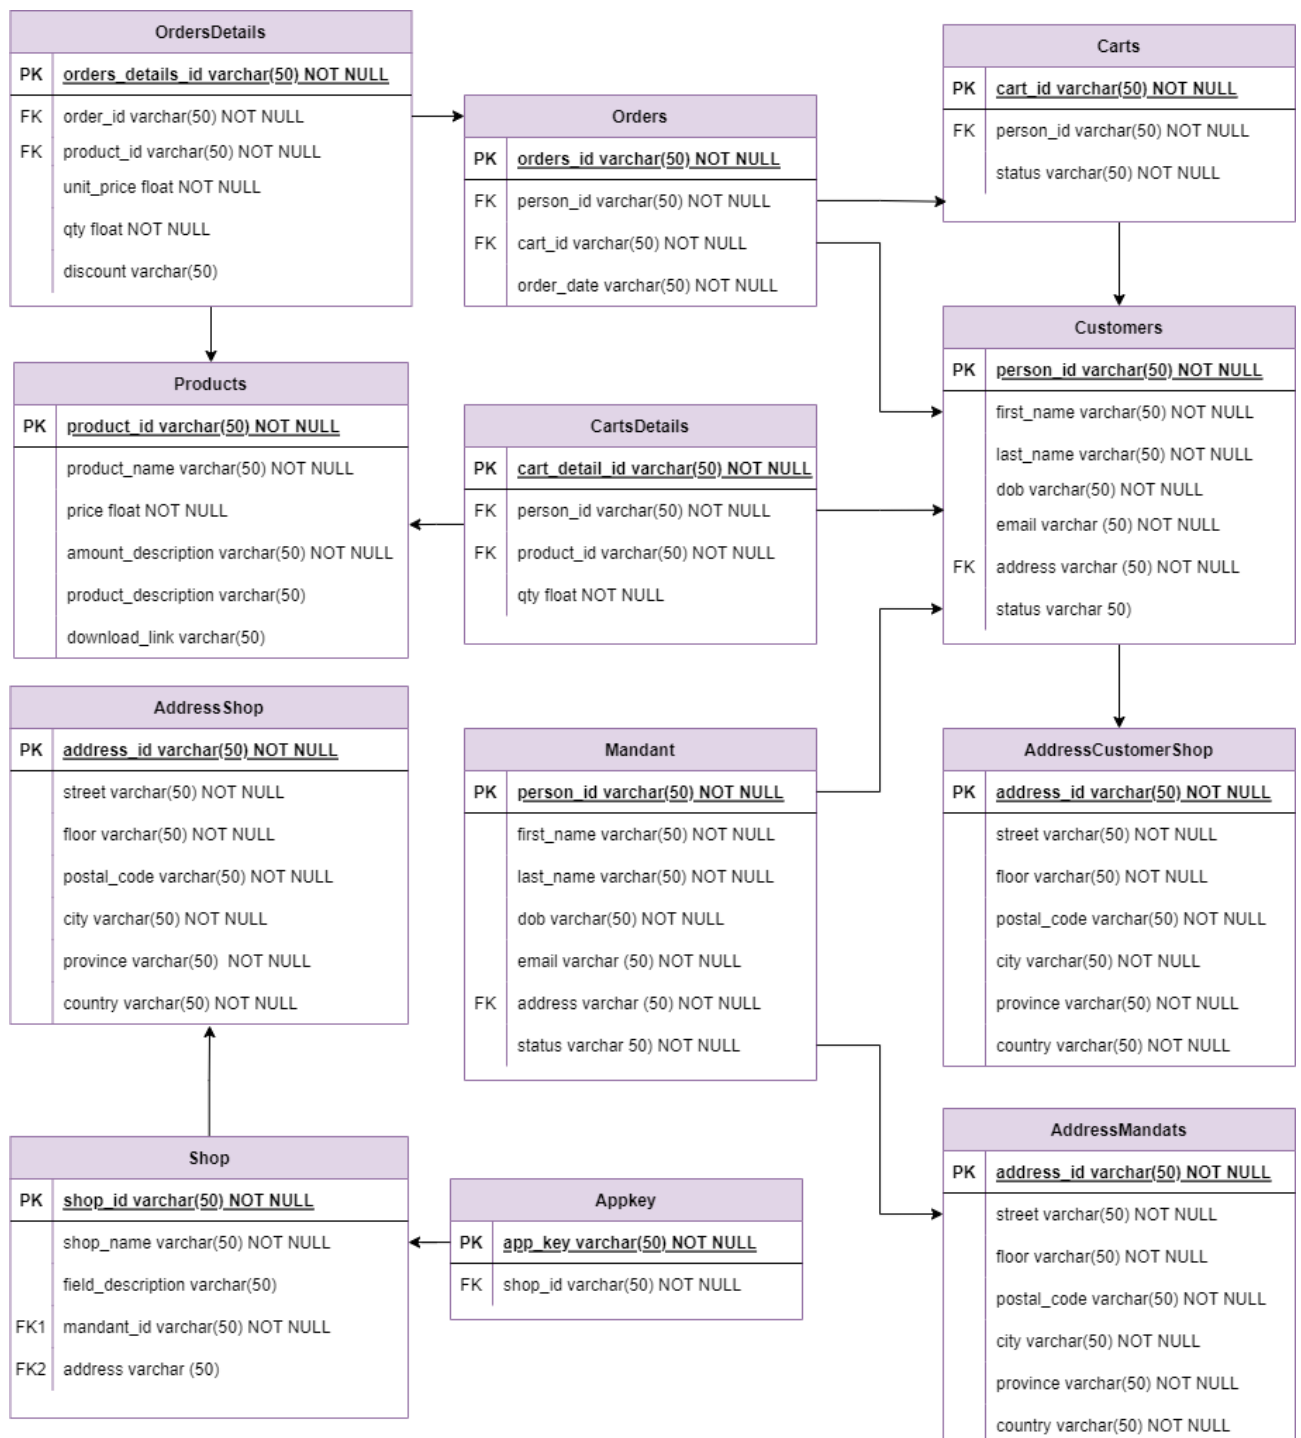 OrdersDetails
PK orders_details_id varchar(50) NOT NULL
FK order_id varchar(50) NOT NULL
FK product_id varchar(50) NOT NULL
unit_price float NOT NULL
qty float NOT NULL
discount varchar(50)
Orders
PK orders_id varchar(50) NOT NULL
FK person_id varchar(50) NOT NULL
FK cart_id varchar(50) NOT NULL
order_date varchar(50) NOT NULL
Carts
PK cart_id varchar(50) NOT NULL
FK person_id varchar(50) NOT NULL
status varchar(50) NOT NULL
Products
PK product_id varchar(50) NOT NULL
product_name varchar(50) NOT NULL
price float NOT NULL
amount_description varchar(50) NOT NULL
product_description varchar(50)
download_link varchar(50)
CartsDetails
PK cart_detail_id varchar(50) NOT NULL
FK person_id varchar(50) NOT NULL
FK product_id varchar(50) NOT NULL
qty float NOT NULL
Customers
PK person_id varchar(50) NOT NULL
first_name varchar(50) NOT NULL
last_name varchar(50) NOT NULL
dob varchar(50) NOT NULL
email varchar (50) NOT NULL
FK address varchar (50) NOT NULL
status varchar 50)
AddressShop
PK address_id varchar(50) NOT NULL
street varchar(50) NOT NULL
floor varchar(50) NOT NULL
postal_code varchar(50) NOT NULL
city varchar(50) NOT NULL
province varchar(50) NOT NULL
country varchar(50) NOT NULL
Mandant
PK person_id varchar(50) NOT NULL
first_name varchar(50) NOT NULL
last_name varchar(50) NOT NULL
dob varchar(50) NOT NULL
email varchar (50) NOT NULL
FK address varchar (50) NOT NULL
status varchar 50) NOT NULL
AddressCustomerShop
PK address_id varchar(50) NOT NULL
street varchar(50) NOT NULL
floor varchar(50) NOT NULL
postal_code varchar(50) NOT NULL
city varchar(50) NOT NULL
province varchar(50) NOT NULL
country varchar(50) NOT NULL
Shop
PK shop_id varchar(50) NOT NULL
shop_name varchar(50) NOT NULL
field_description varchar(50)
FK1 mandant_id varchar(50) NOT NULL
FK2 address varchar (50)
Appkey
PK app_key varchar(50) NOT NULL
FK shop_id varchar(50) NOT NULL
AddressMandats
PK address_id varchar(50) NOT NULL
street varchar(50) NOT NULL
floor varchar(50) NOT NULL
postal_code varchar(50) NOT NULL
city varchar(50) NOT NULL
province varchar(50) NOT NULL
country varchar(50) NOT NULL